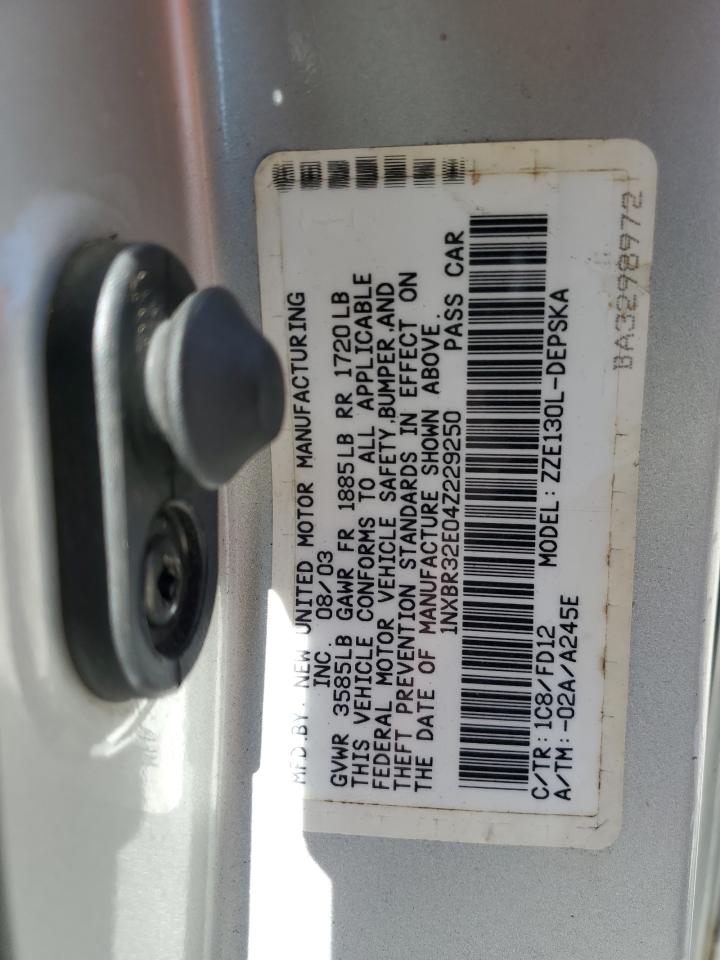 MFD.BY. NEW UNITED MOTOR MANUFACTURING
INC. 08/03
GVWR 3585LB GAWR FR 1885LB RR 1720LB
THIS VEHICLE CONFORMS TO ALL APPLICABLE
FEDERAL MOTOR VEHICLE SAFETY,BUMPER,AND
THEFT PREVENTION STANDARDS IN EFFECT ON
THE DATE OF MANUFACTURE SHOWN ABOVE.
1NXBR32E04Z229250 PASS CAR
C/TR:1C8/FD12 MODEL:ZZE130L-DEPSKA
A/TM:-02A/A245E
BA3298972